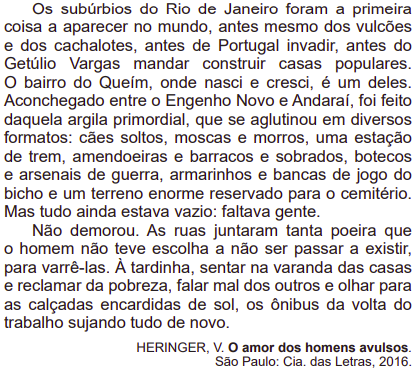 Os subúrbios do Rio de Janeiro foram a primeira
coisa a aparecer no mundo, antes mesmo dos vulcões
e dos cachalotes, antes de Portugal invadir, antes do
Getúlio Vargas mandar construir casas populares.
O bairro do Queím, onde nasci e cresci, é um deles.
Aconchegado entre o Engenho Novo e Andaraí, foi feito
daquela argila primordial, que se aglutinou em diversos
formatos: cães soltos, moscas e morros, uma estação
de trem, amendoeiras e barracos e sobrados, botecos
e arsenais de guerra, armarinhos e bancas de jogo do
bicho e um terreno enorme reservado para o cemitério.
Mas tudo ainda estava vazio: faltava gente.
Não demorou. As ruas juntaram tanta poeira que
o homem não teve escolha a não ser passar a existir,
para varrê-las. À tardinha, sentar na varanda das casas
e reclamar da pobreza, falar mal dos outros e olhar para
as calçadas encardidas de sol, os ônibus da volta do
trabalho sujando tudo de novo.
HERINGER, V. O amor dos homens avulsos.
São Paulo: Cia. das Letras, 2016.